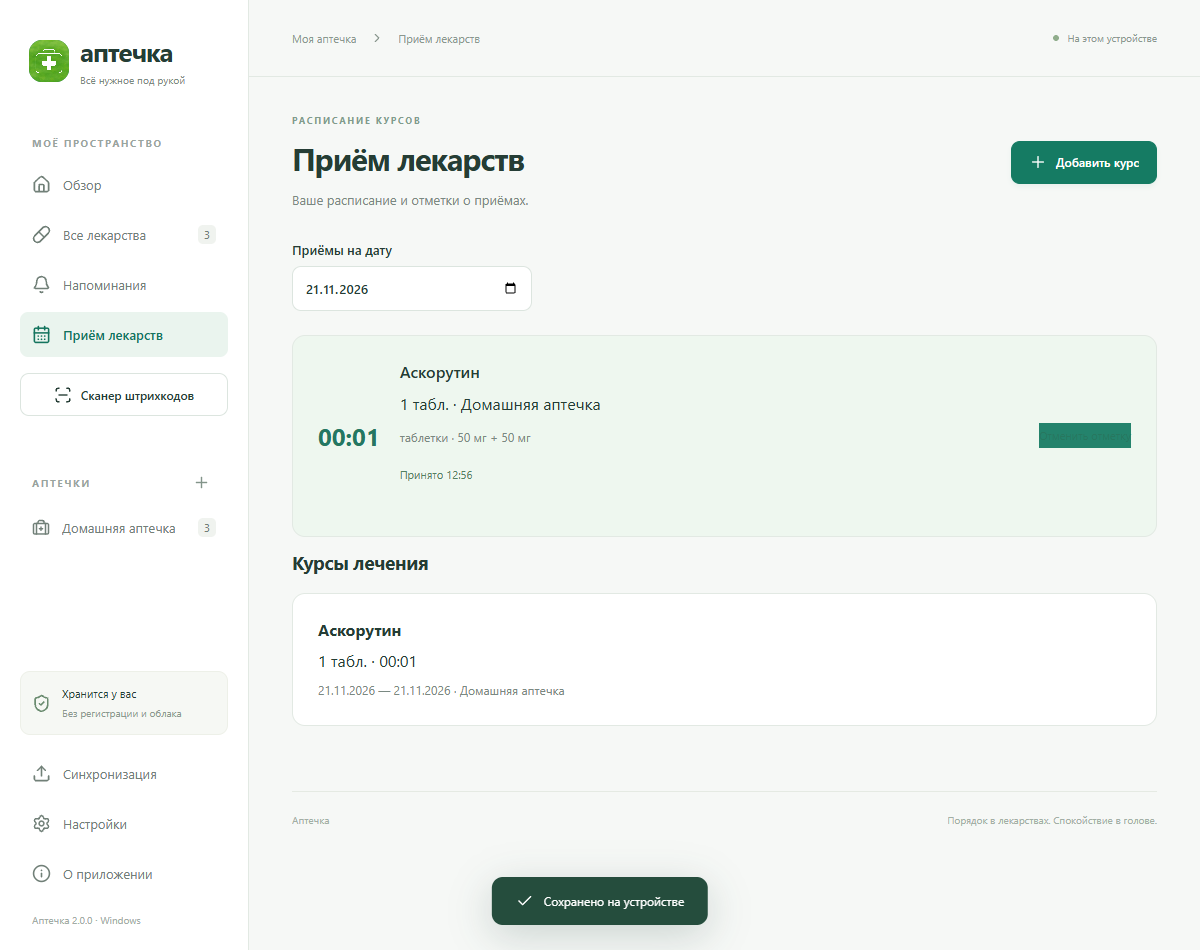 аптечка
Всё нужное под рукой
МОЁ ПРОСТРАНСТВО
Обзор
Все лекарства 3
Напоминания
Приём лекарств
Сканер штрихкодов
АПТЕЧКИ
Домашняя аптечка 3
Хранится у вас
Без регистрации и облака
Синхронизация
Настройки
О приложении
Аптечка 2.0.0 · Windows
Моя аптечка
Приём лекарств
На этом устройстве
РАСПИСАНИЕ КУРСОВ
Приём лекарств
Ваше расписание и отметки о приёмах.
Добавить курс
Приёмы на дату
21.11.2026
00:01
Аскорутин
1 табл. · Домашняя аптечка
таблетки · 50 мг + 50 мг
Принято 12:56
Курсы лечения
Аскорутин
1 табл. · 00:01
21.11.2026 — 21.11.2026 · Домашняя аптечка
Аптечка
Порядок в лекарствах. Спокойствие в голове.
Сохранено на устройстве